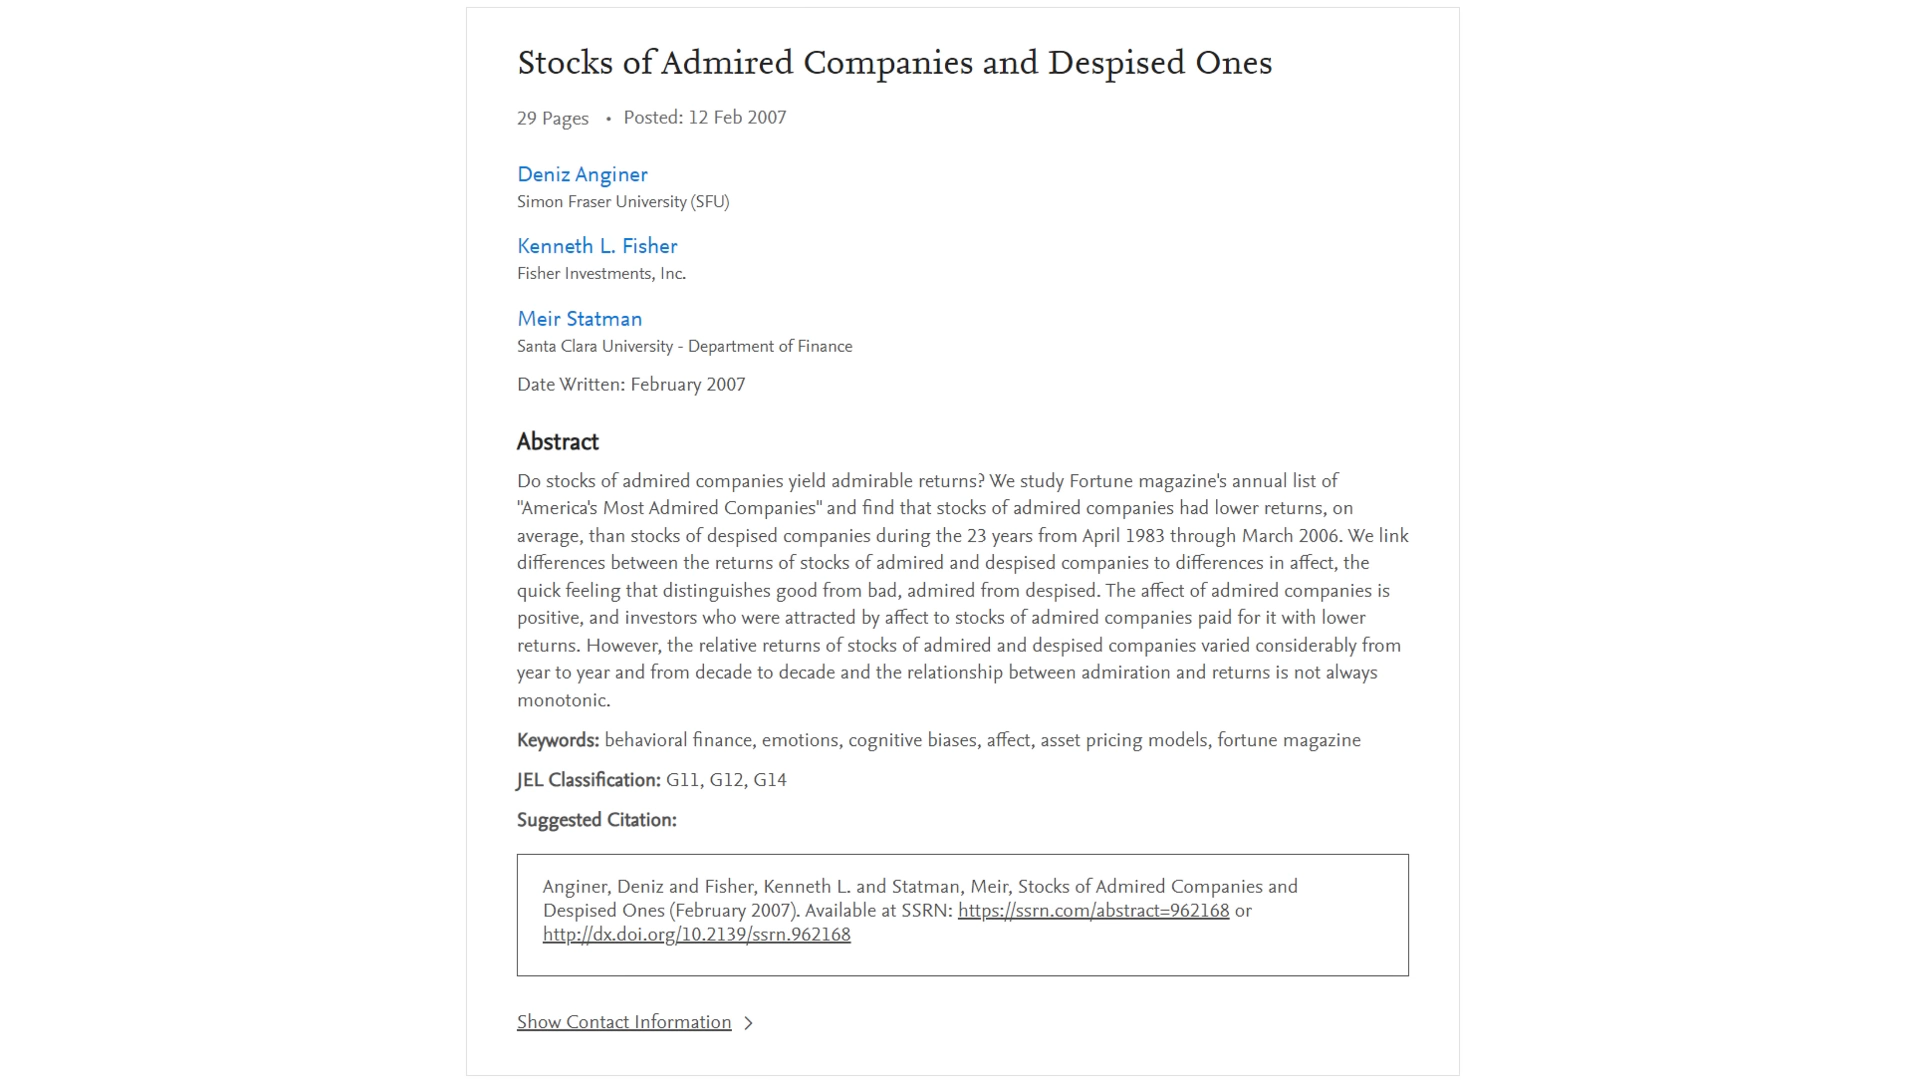 Stocks of Admired Companies and Despised Ones
29 Pages • Posted: 12 Feb 2007
Deniz Anginer
Simon Fraser University (SFU)
Kenneth L. Fisher
Fisher Investments, Inc.
Meir Statman
Santa Clara University - Department of Finance
Date Written: February 2007
Abstract
Do stocks of admired companies yield admirable returns? We study Fortune magazine's annual list of
"America's Most Admired Companies" and find that stocks of admired companies had lower returns, on
average, than stocks of despised companies during the 23 years from April 1983 through March 2006. We link
differences between the returns of stocks of admired and despised companies to differences in affect, the
quick feeling that distinguishes good from bad, admired from despised. The affect of admired companies is
positive, and investors who were attracted by affect to stocks of admired companies paid for it with lower
returns. However, the relative returns of stocks of admired and despised companies varied considerably from
year to year and from decade to decade and the relationship between admiration and returns is not always
monotonic.
Keywords: behavioral finance, emotions, cognitive biases, affect, asset pricing models, fortune magazine
JEL Classification: G11, G12, G14
Suggested Citation:
Anginer, Deniz and Fisher, Kenneth L. and Statman, Meir, Stocks of Admired Companies and
Despised Ones (February 2007). Available at SSRN: https://ssrn.com/abstract=962168 or
http://dx.doi.org/10.2139/ssrn.962168
Show Contact Information >